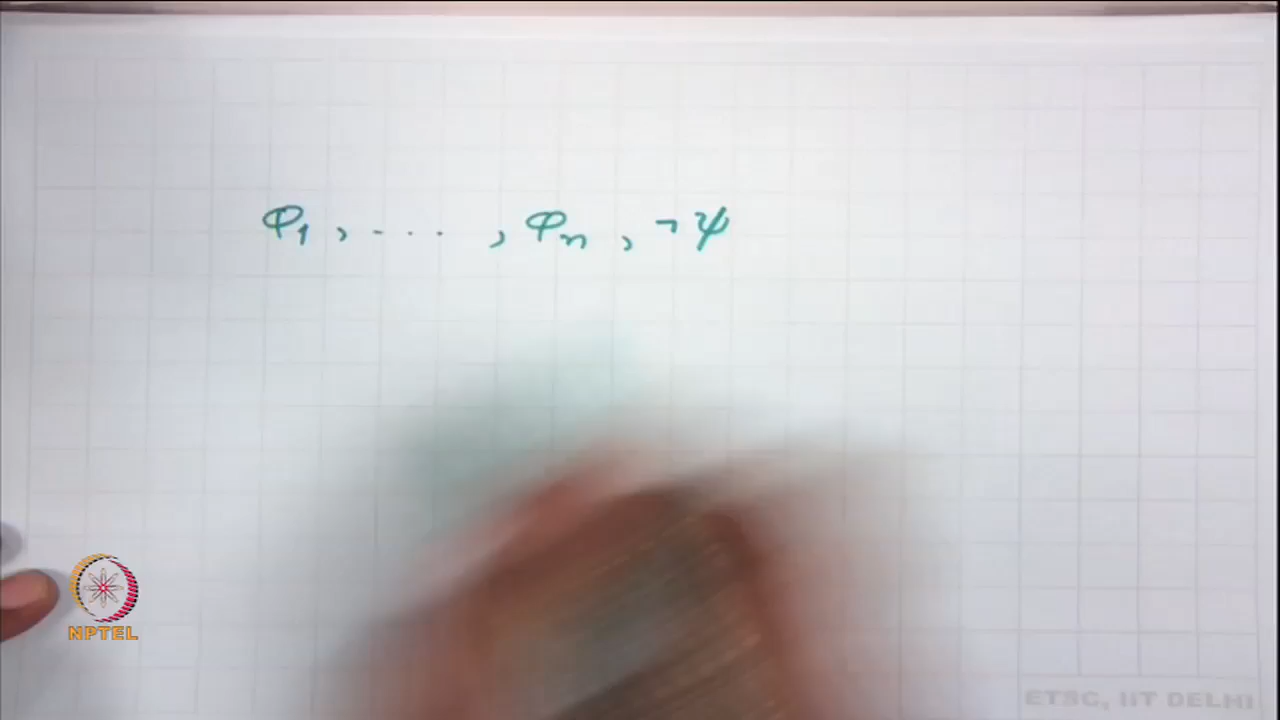 φ₁ , . . . , φₙ , ¬ψ
NPTEL
ETSC, IIT DELHI